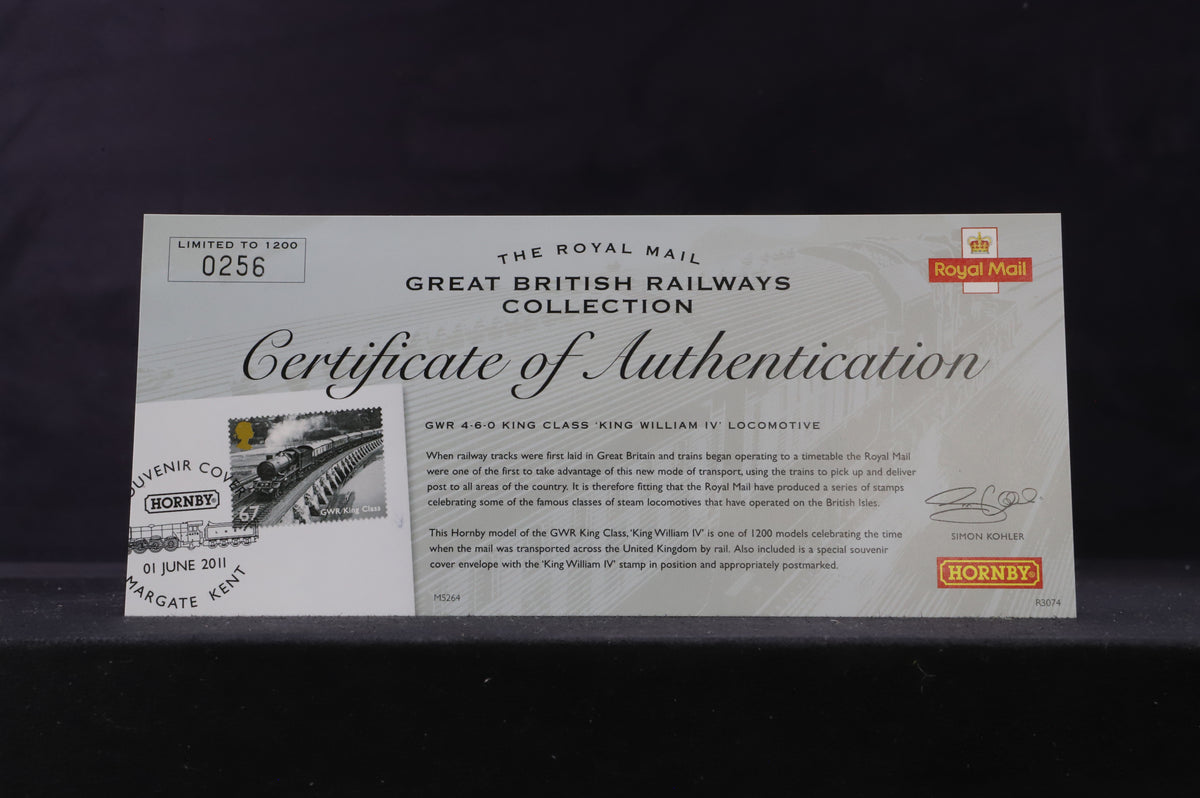 LIMITED TO 1200
0256
THE ROYAL MAIL
GREAT BRITISH RAILWAYS
COLLECTION
Royal Mail
Certificate of Authentication
GWR 4-6-0 KING CLASS ‘KING WILLIAM IV’ LOCOMOTIVE
When railway tracks were first laid in Great Britain and trains began operating to a timetable the Royal Mail
were one of the first to take advantage of this new mode of transport, using the trains to pick up and deliver
post to all areas of the country. It is therefore fitting that the Royal Mail have produced a series of stamps
celebrating some of the famous classes of steam locomotives that have operated on the British Isles.
This Hornby model of the GWR King Class, ‘King William IV’ is one of 1200 models celebrating the time
when the mail was transported across the United Kingdom by rail. Also included is a special souvenir
cover envelope with the ‘King William IV’ stamp in position and appropriately postmarked.
SIMON KOHLER
HORNBY®
M5264
R3074
OUVENIR COVER
HORNBY®
67
GWR King Class
01 JUNE 2011
MARGATE KENT